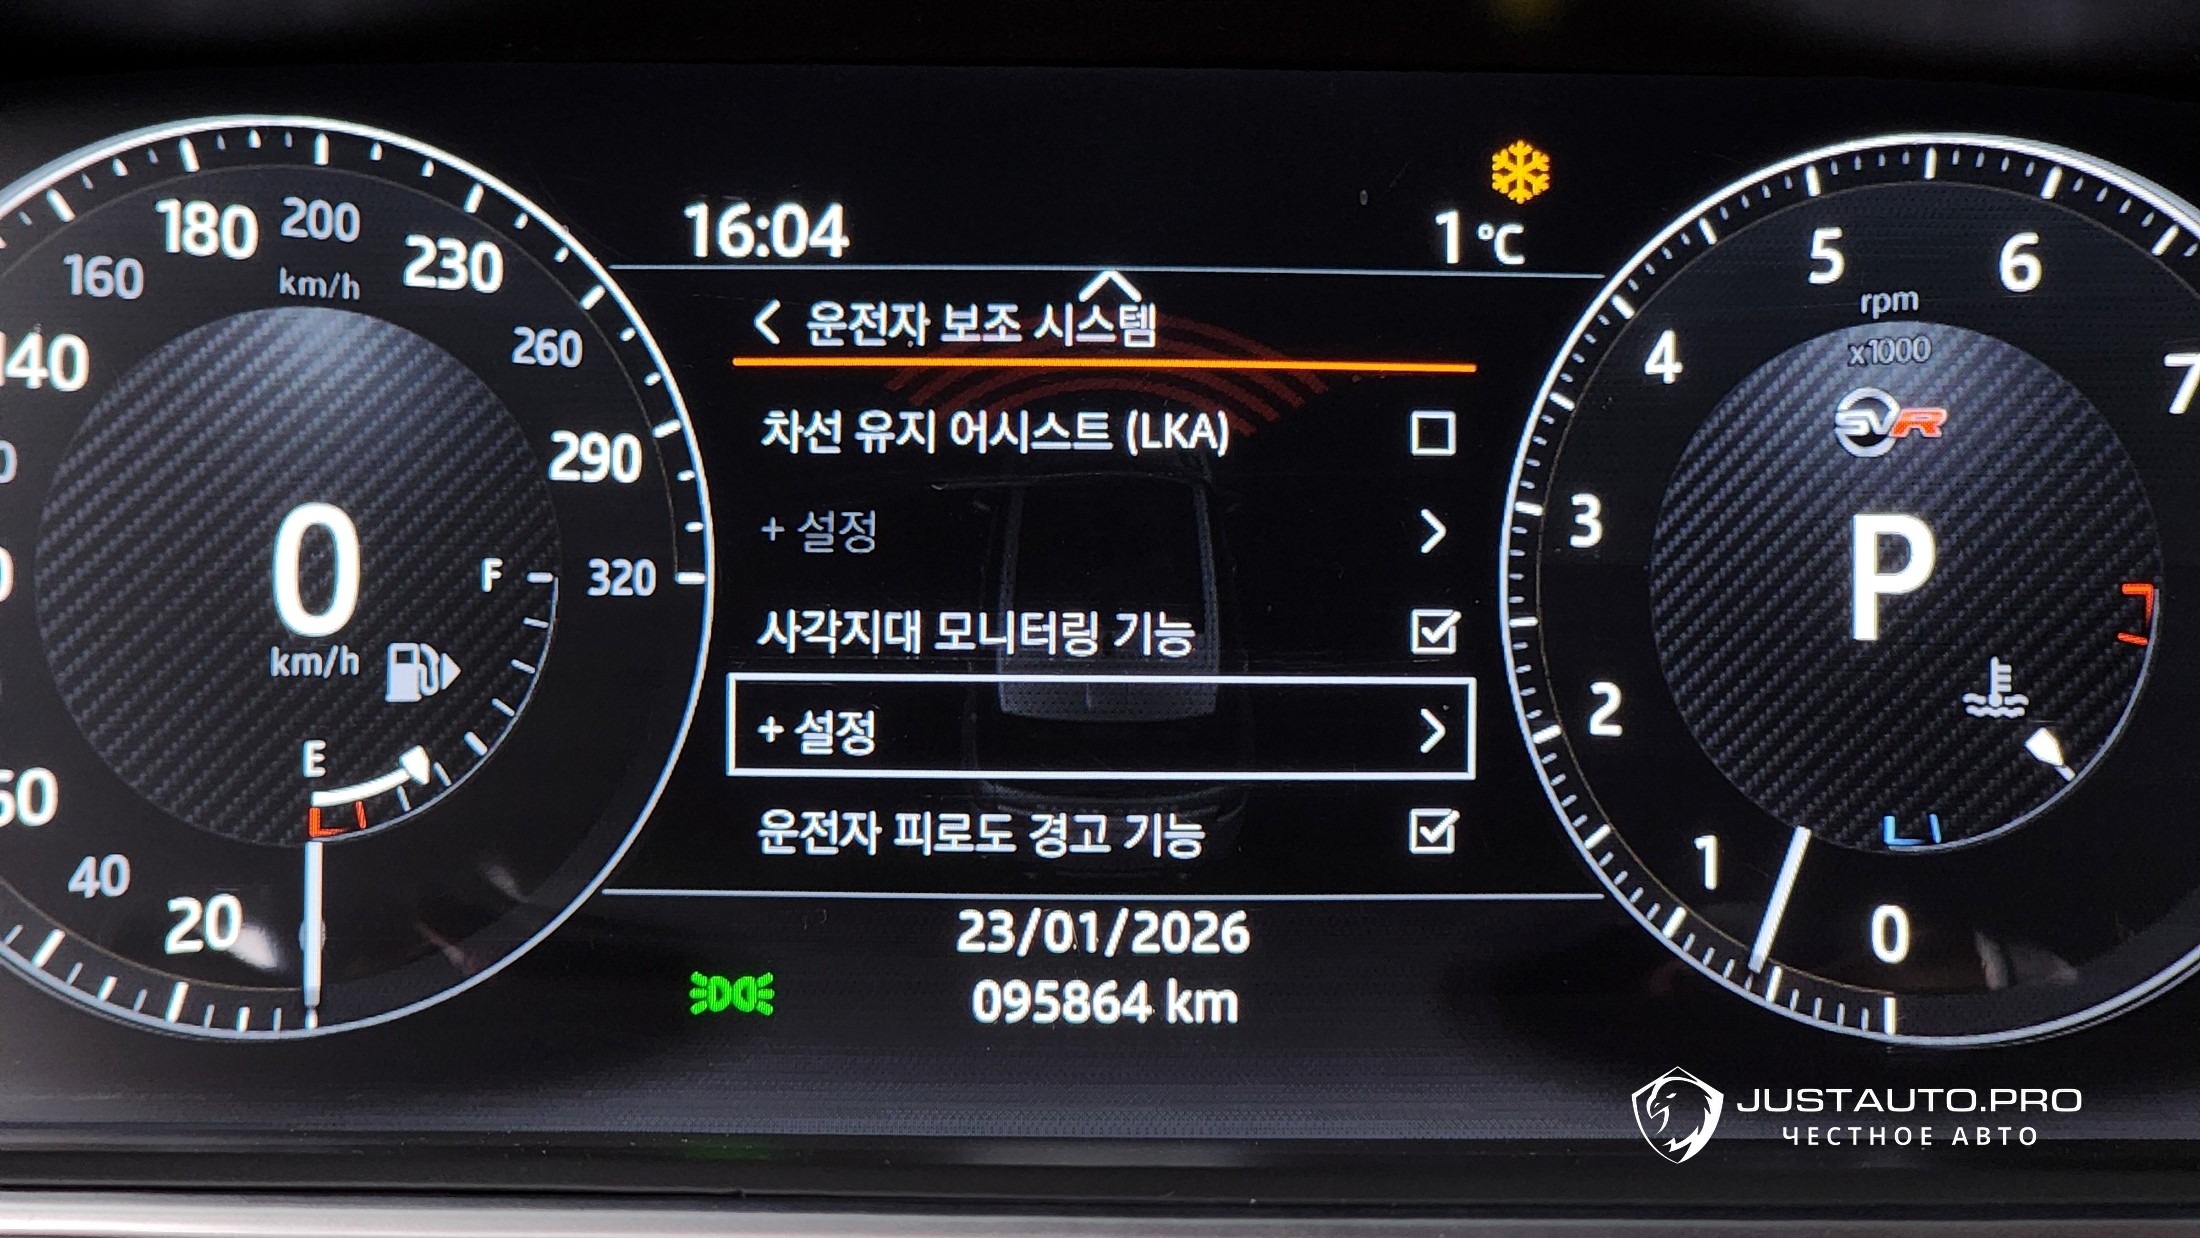 16:04
1 °C
< 운전자 보조 시스템
차선 유지 어시스트 (LKA)
+ 설정
사각지대 모니터링 기능
+ 설정
운전자 피로도 경고 기능
23/01/2026
095864 km
20
40
140
160
180
200
230
260
290
320
km/h
0
km/h
F
E
0
1
2
3
4
5
6
7
rpm
x1000
SVR
P
JUSTAUTO.PRO
ЧЕСТНОЕ АВТО